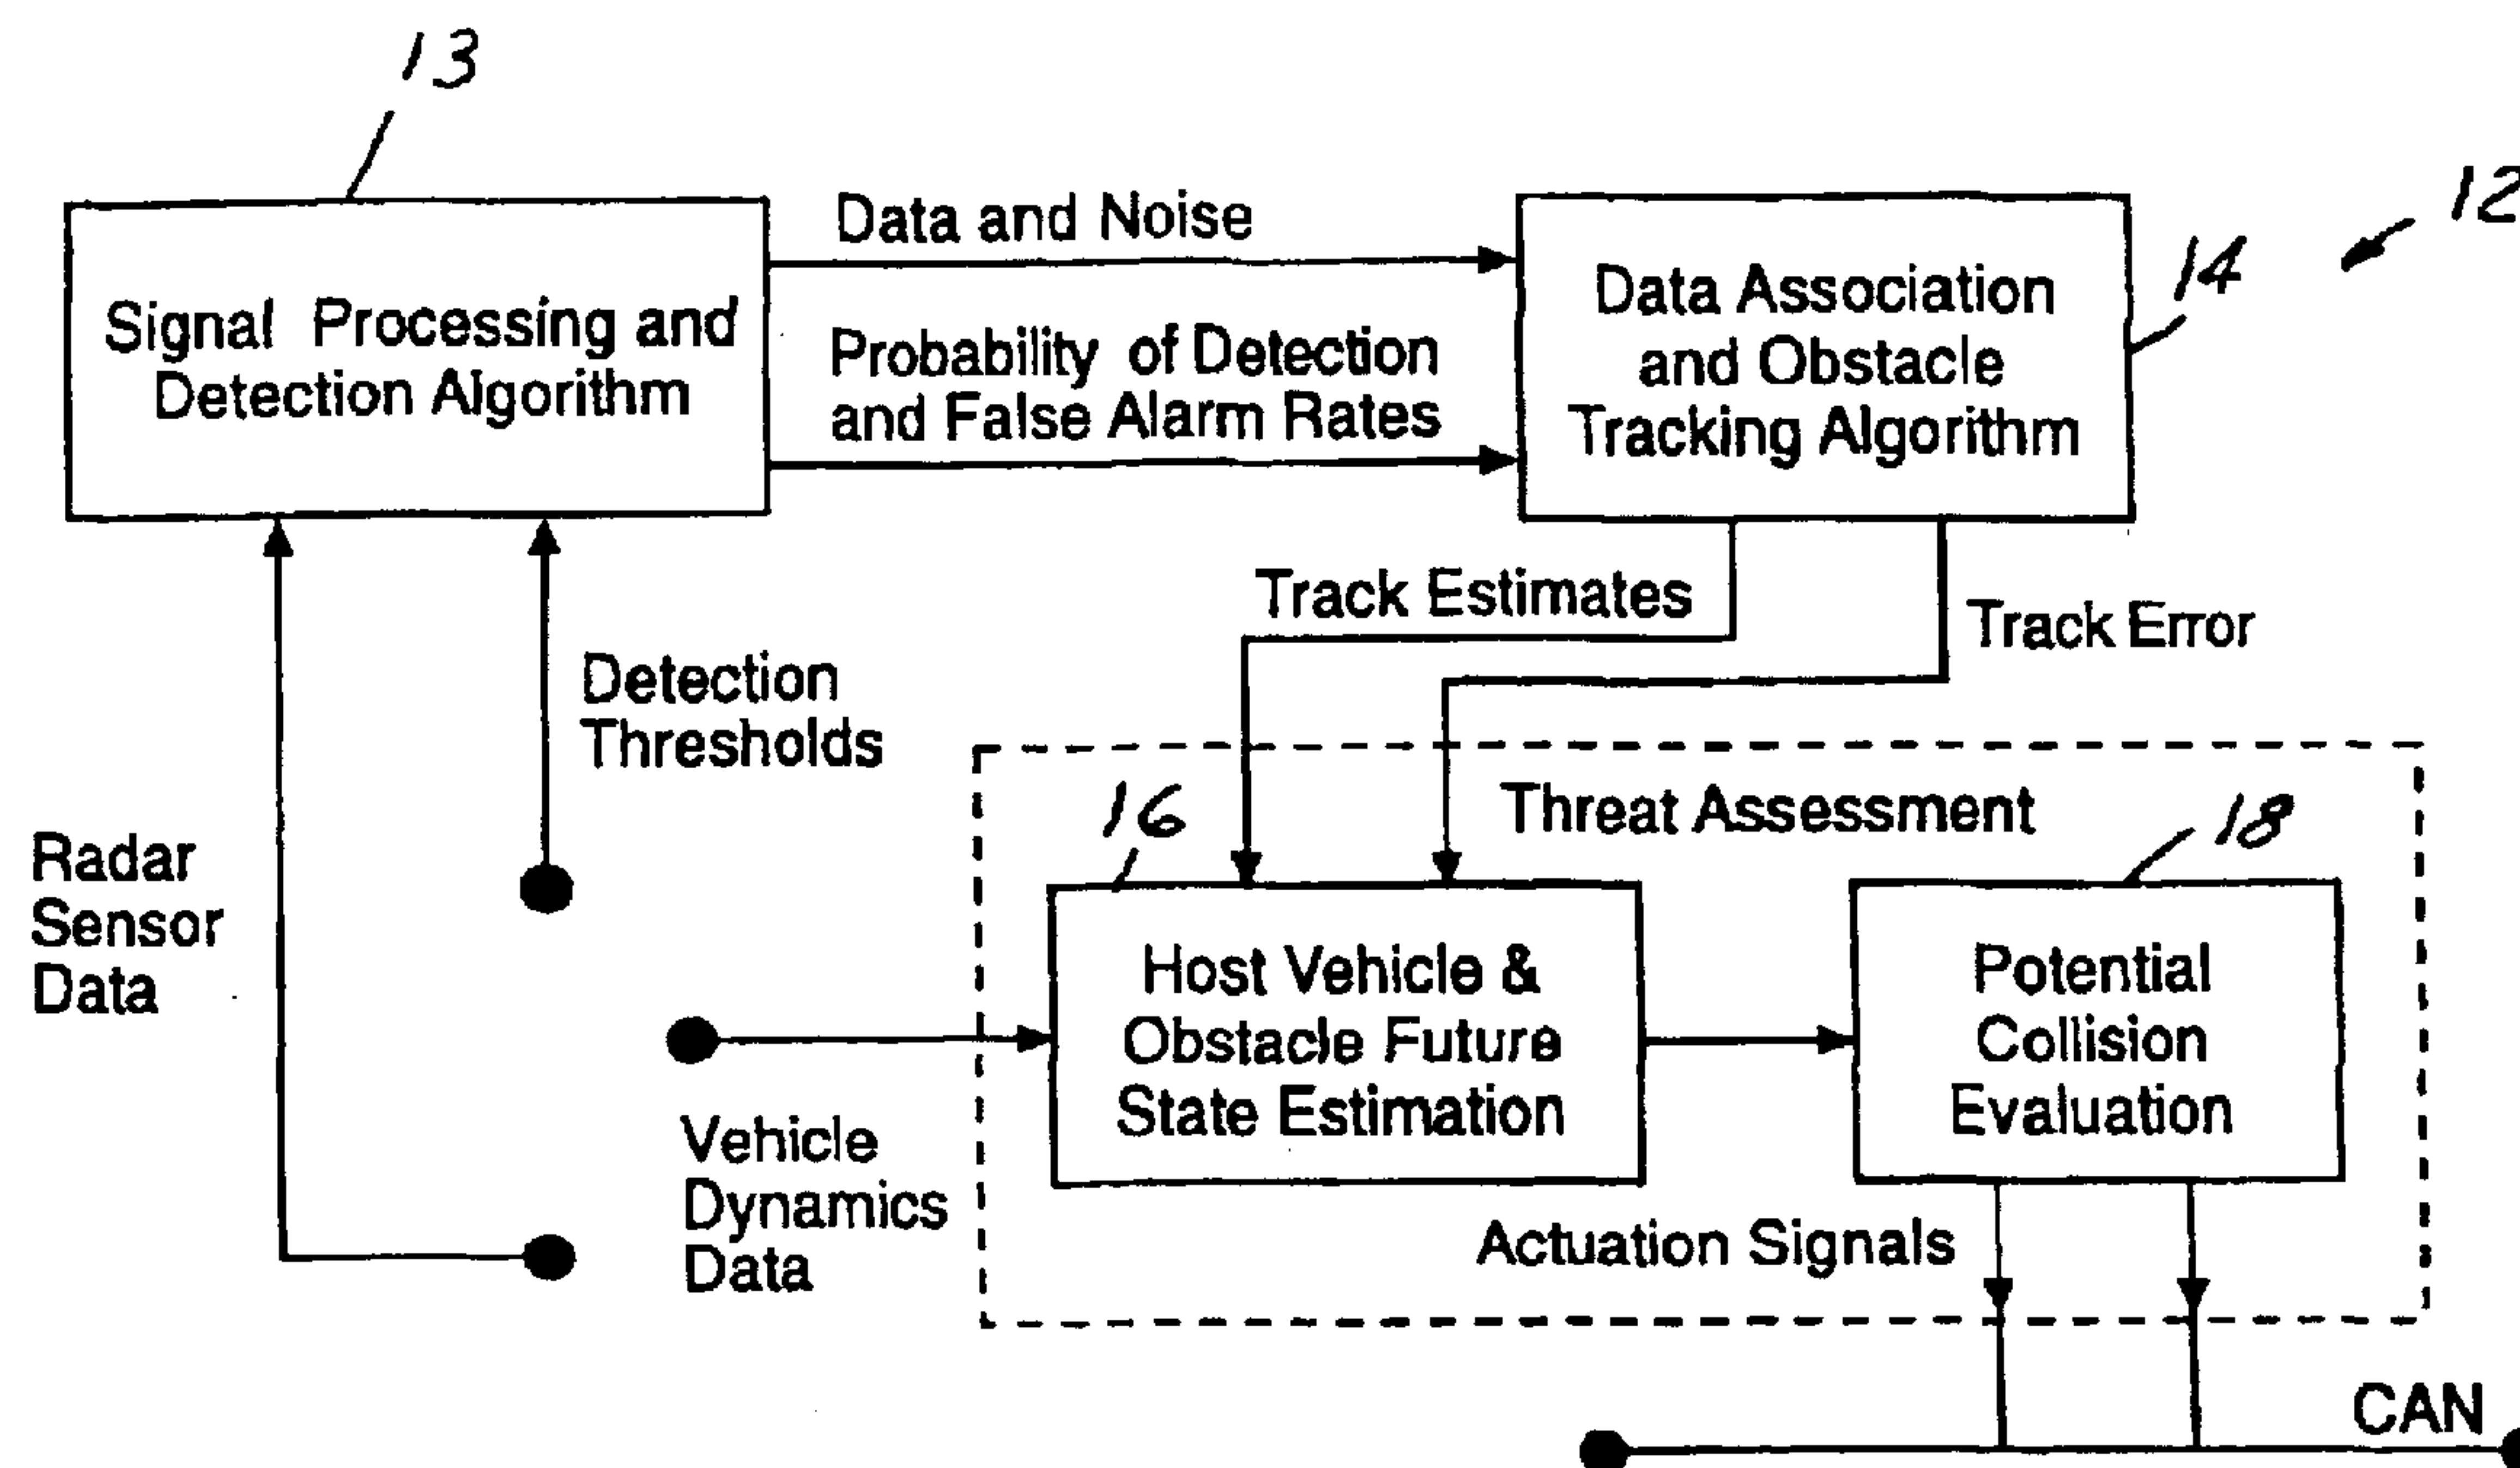 13
12
14
Data and Noise
Signal Processing and
Detection Algorithm
Probability of Detection
and False Alarm Rates
Data Association
and Obstacle
Tracking Algorithm
Track Estimates
Track Error
Detection
Thresholds
Radar
Sensor
Data
16
Threat Assessment
18
Host Vehicle &
Obstacle Future
State Estimation
Potential
Collision
Evaluation
Vehicle
Dynamics
Data
Actuation Signals
CAN